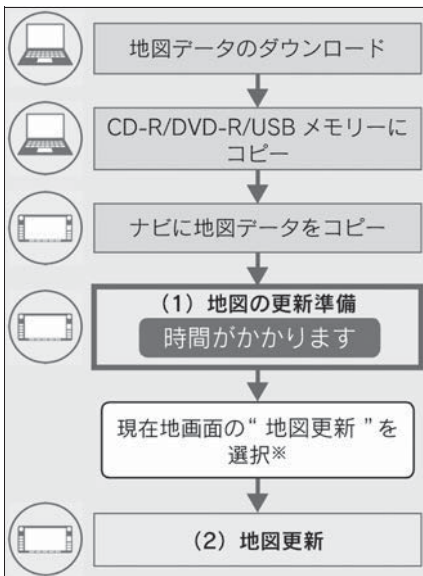 地図データのダウンロード
CD-R/DVD-R/USB メモリーに
コピー
ナビに地図データをコピー
(1) 地図の更新準備
時間がかかります
現在地画面の“ 地図更新 ”を
選択※
(2) 地図更新